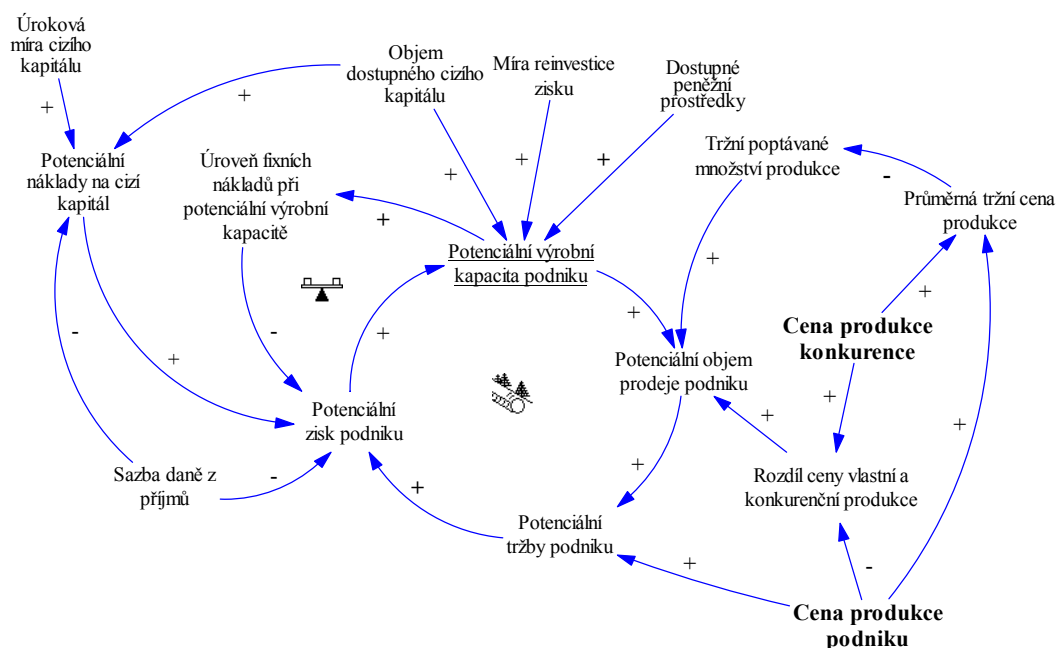 Úroková
míra cizího
kapitálu
Objem
dostupného cizího
kapitálu
Míra reinvestice
zisku
Dostupné
peněžní
prostředky
+
+
Potenciální
náklady na cizí
kapitál
Úroveň fixních
nákladů při
potenciální výrobní
kapacitě
+
+
+
Tržní poptávané
množství produkce
-
Průměrná tržní cena
produkce
+
Potenciální výrobní
kapacita podniku
+
+
+
Cena produkce
konkurence
-
-
+
+
Potenciální objem
prodeje podniku
+
+
Potenciální
zisk podniku
+
+
Sazba daně z
příjmů
-
+
+
Rozdíl ceny vlastní a
konkurenční produkce
Potenciální
tržby podniku
+
-
Cena produkce
podniku